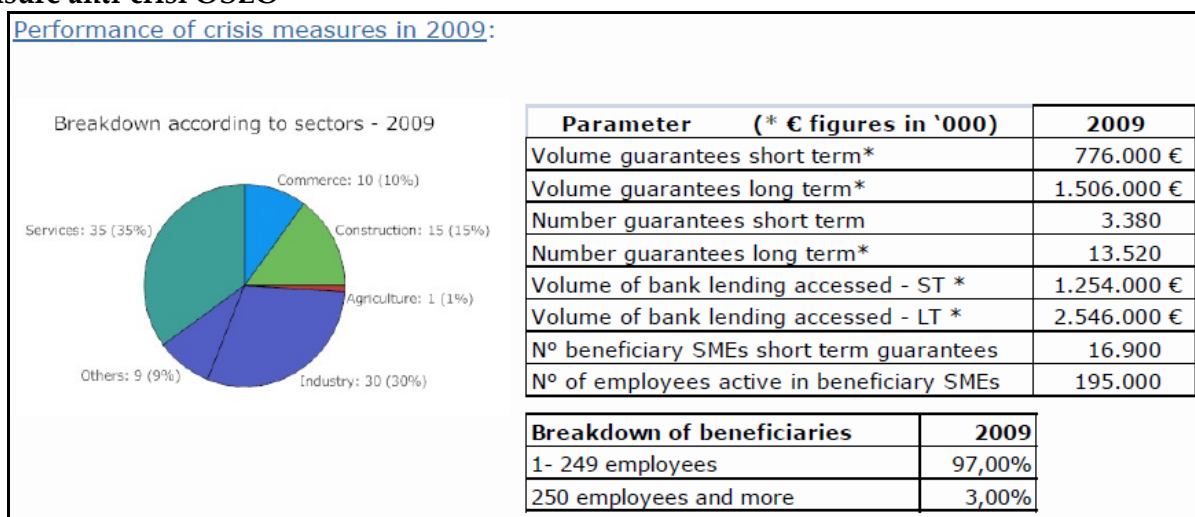 Performance of crisis measures in 2009:
Breakdown according to sectors - 2009
Commerce: 10 (10%)
Services: 35 (35%)
Construction: 15 (15%)
Agriculture: 1 (1%)
Others: 9 (9%)
Industry: 30 (30%)
Parameter (* € figures in ‘000) 2009
Volume guarantees short term* 776.000 €
Volume guarantees long term* 1.506.000 €
Number guarantees short term 3.380
Number guarantees long term* 13.520
Volume of bank lending accessed - ST * 1.254.000 €
Volume of bank lending accessed - LT * 2.546.000 €
Nº beneficiary SMEs short term guarantees 16.900
Nº of employees active in beneficiary SMEs 195.000
Breakdown of beneficiaries 2009
1- 249 employees 97,00%
250 employees and more 3,00%